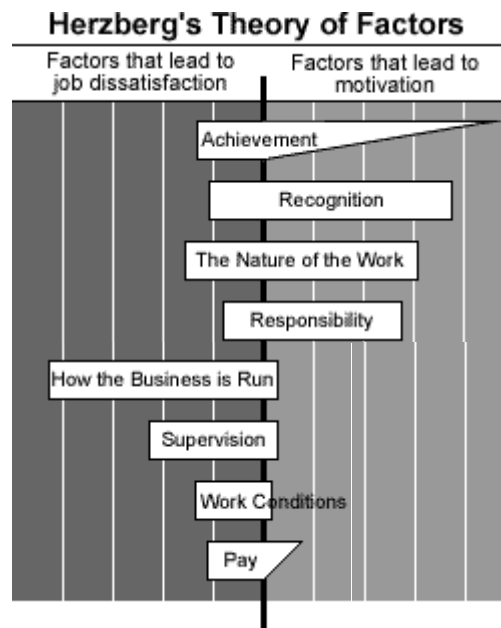 Herzberg's Theory of Factors
Factors that lead to
job dissatisfaction
Factors that lead to
motivation
Achievement
Recognition
The Nature of the Work
Responsibility
How the Business is Run
Supervision
Work Conditions
Pay